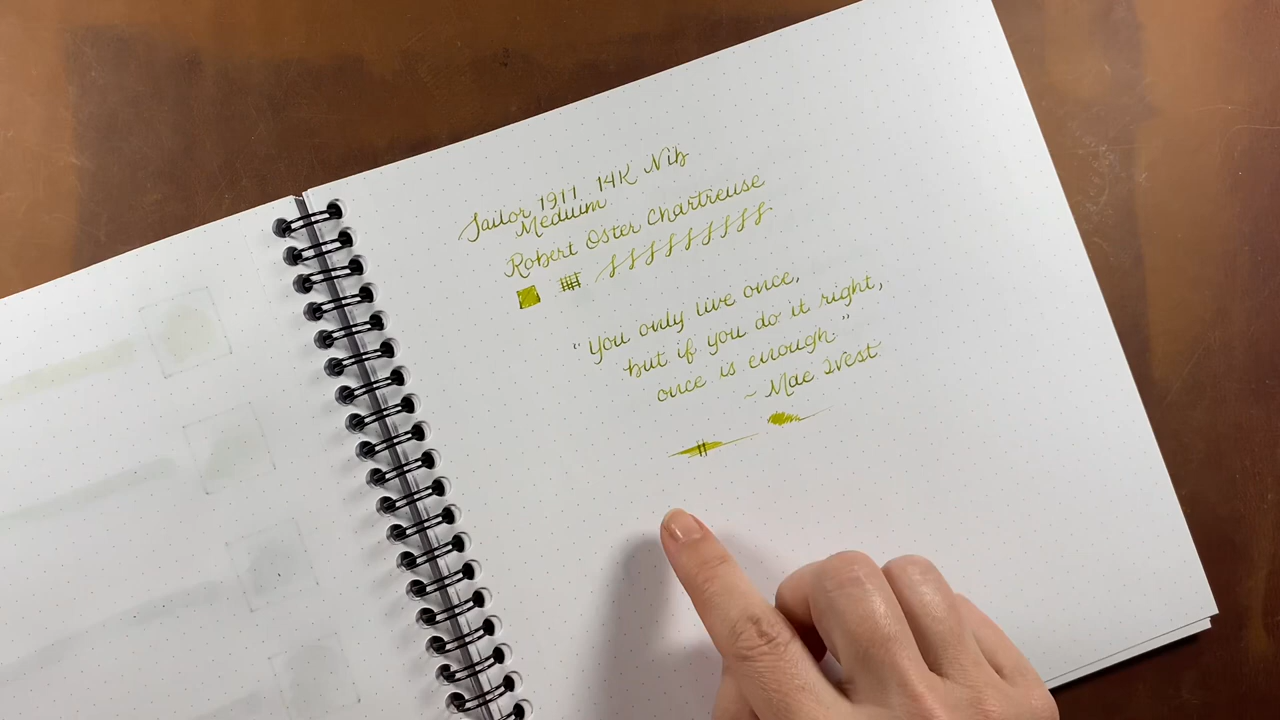 Sailor 1911 14K Nib
Medium
Robert Oster Chartreuse
"You only live once,
but if you do it right,
once is enough."
~ Mae West